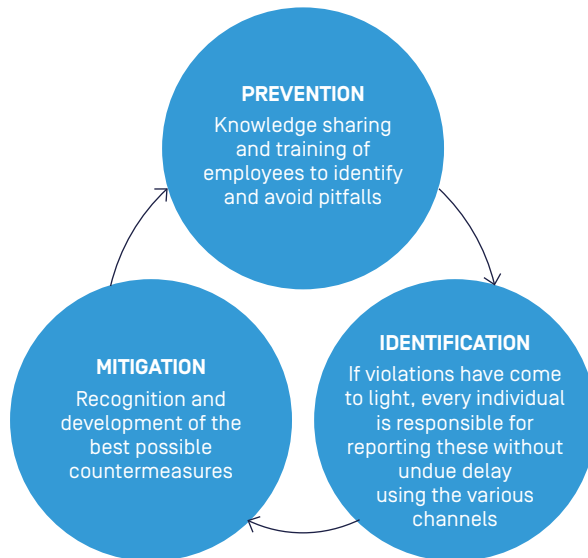 PREVENTION
Knowledge sharing
and training of
employees to identify
and avoid pitfalls
IDENTIFICATION
If violations have come
to light, every individual
is responsible for
reporting these without
undue delay
using the various
channels
MITIGATION
Recognition and
development of the
best possible
countermeasures